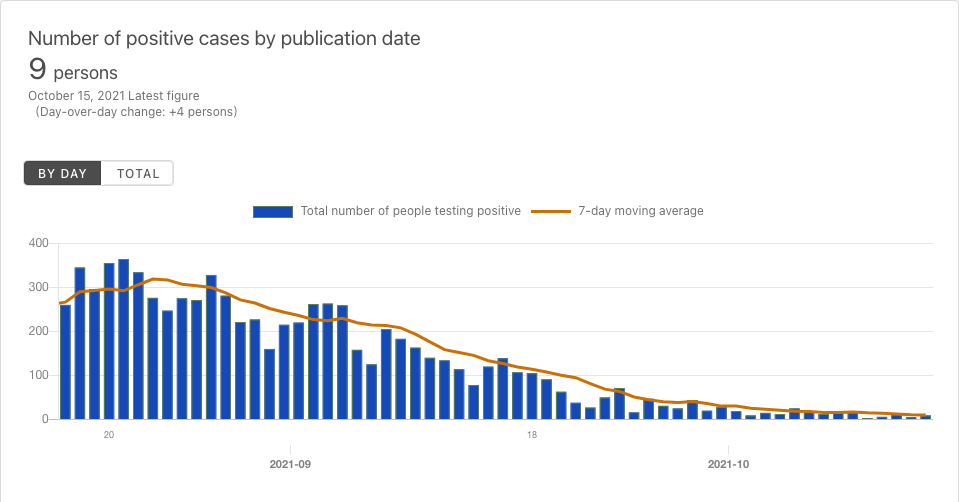 Number of positive cases by publication date
9 persons
October 15, 2021 Latest figure
(Day-over-day change: +4 persons)
BY DAY TOTAL
Total number of people testing positive 7-day moving average
400
300
200
100
0
20 18
2021-09 2021-10